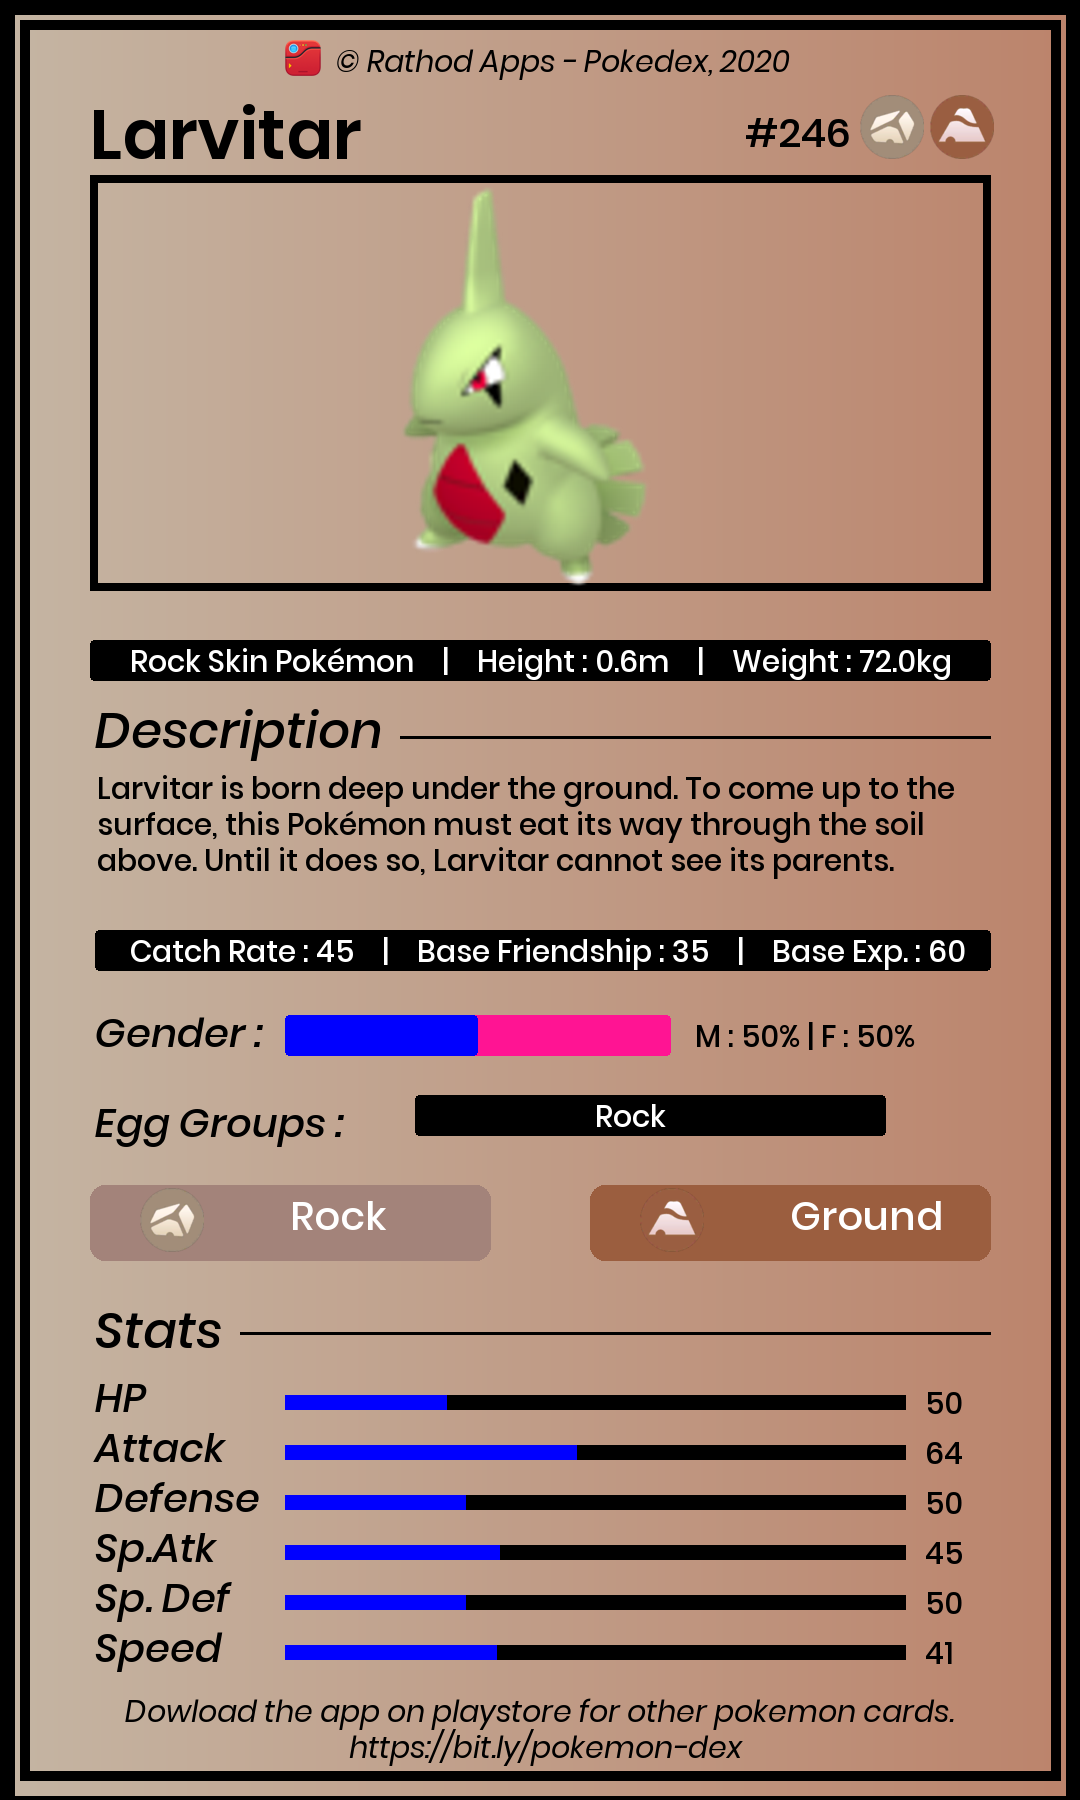 © Rathod Apps - Pokedex, 2020
Larvitar #246
Rock Skin Pokémon | Height : 0.6m | Weight : 72.0kg
Description
Larvitar is born deep under the ground. To come up to the
surface, this Pokémon must eat its way through the soil
above. Until it does so, Larvitar cannot see its parents.
Catch Rate : 45 | Base Friendship : 35 | Base Exp. : 60
Gender : M : 50% | F : 50%
Egg Groups : Rock
Rock Ground
Stats
HP 50
Attack 64
Defense 50
Sp.Atk 45
Sp. Def 50
Speed 41
Dowload the app on playstore for other pokemon cards.
https://bit.ly/pokemon-dex